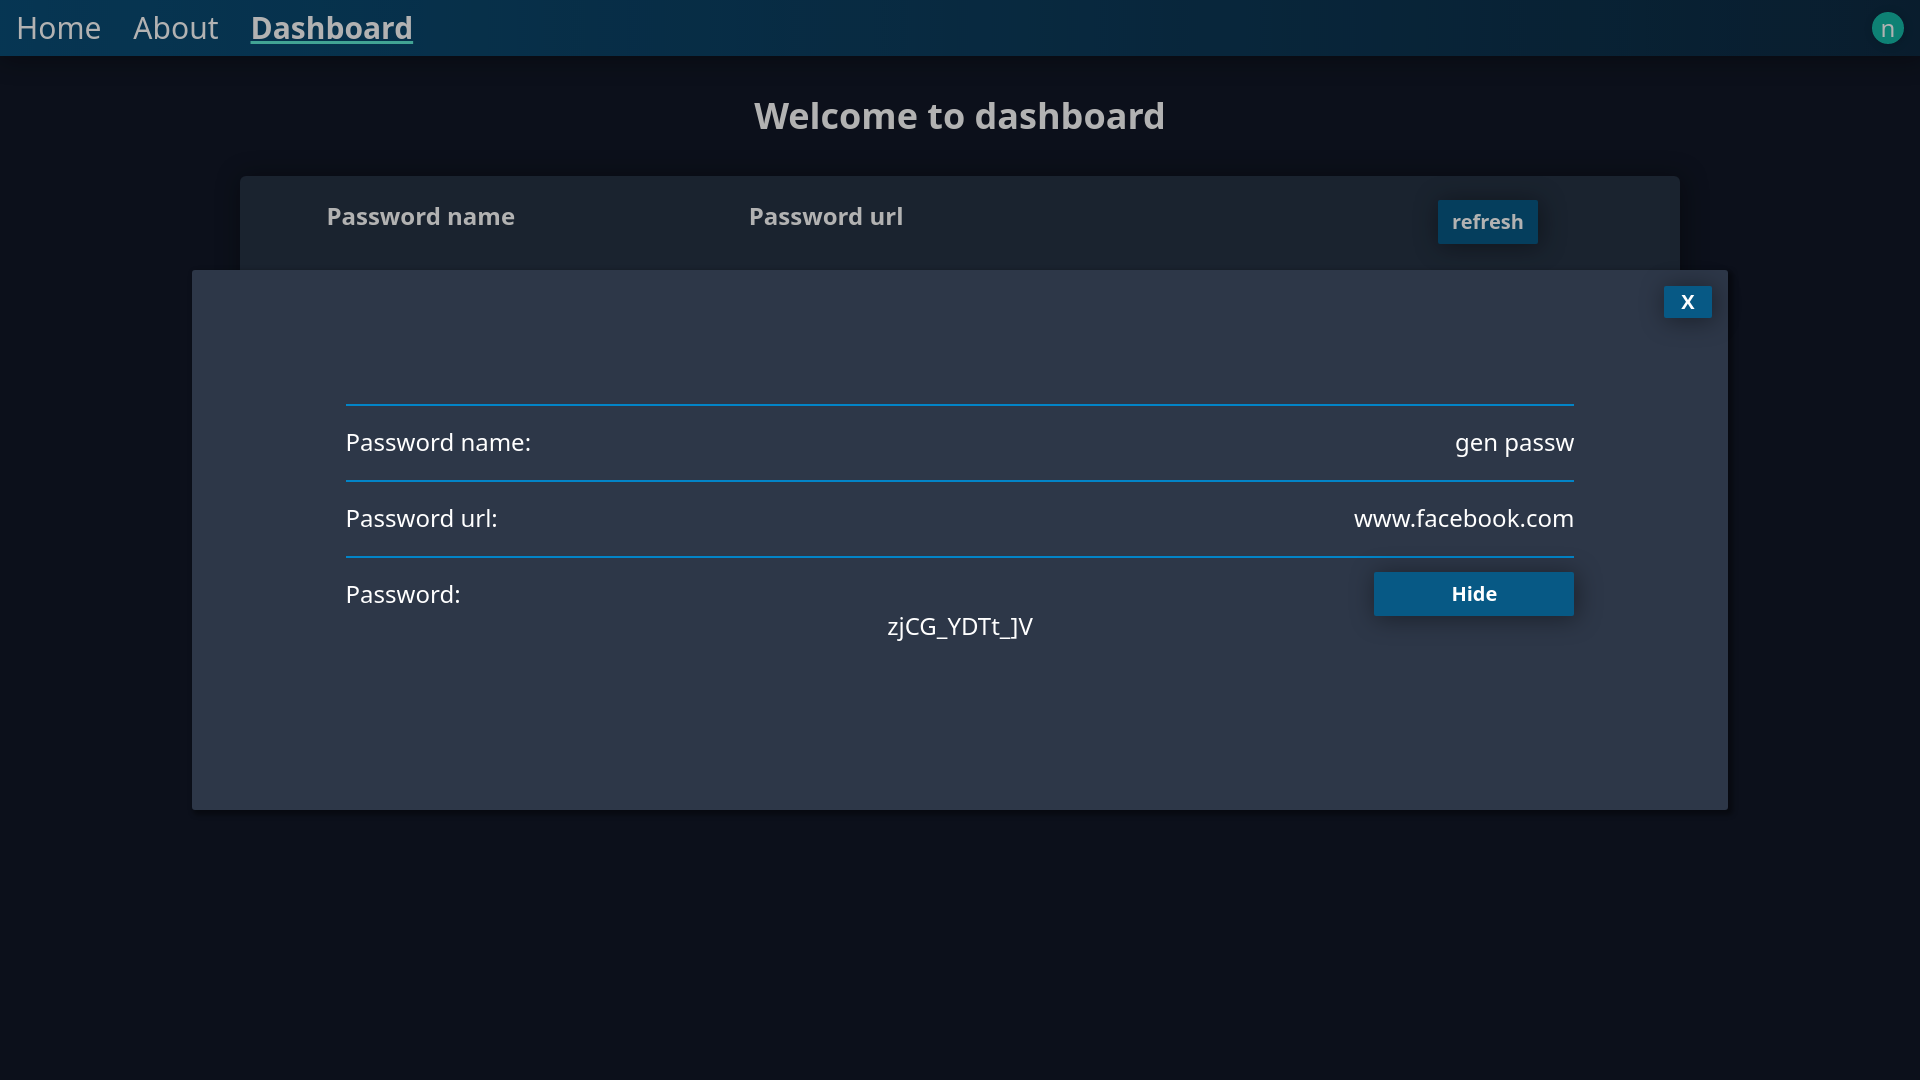 Home About Dashboard n
Welcome to dashboard
Password name Password url refresh
X
Password name: gen passw
Password url: www.facebook.com
Password: Hide
zjCG_YDTt_]V